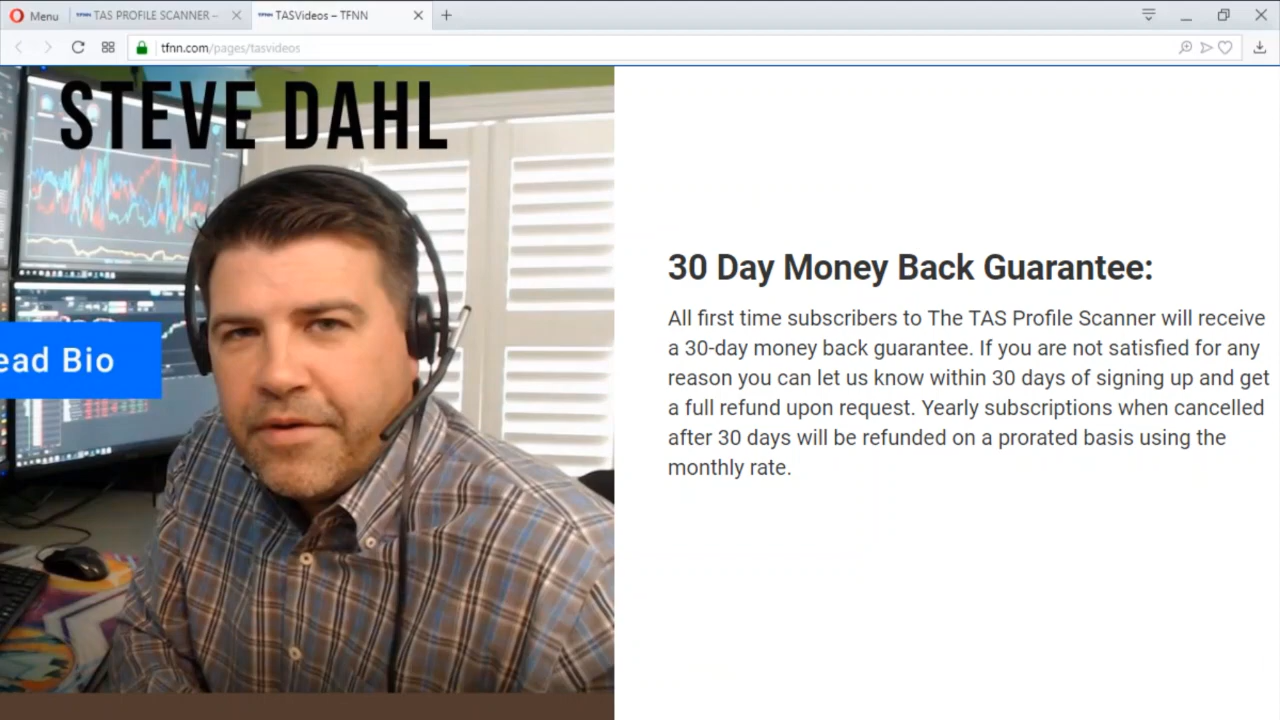 Menu
TAS PROFILE SCANNER –
TASVideos – TFNN
tfnn.com/pages/tasvideos
STEVE DAHL
ead Bio
30 Day Money Back Guarantee:
All first time subscribers to The TAS Profile Scanner will receive
a 30-day money back guarantee. If you are not satisfied for any
reason you can let us know within 30 days of signing up and get
a full refund upon request. Yearly subscriptions when cancelled
after 30 days will be refunded on a prorated basis using the
monthly rate.